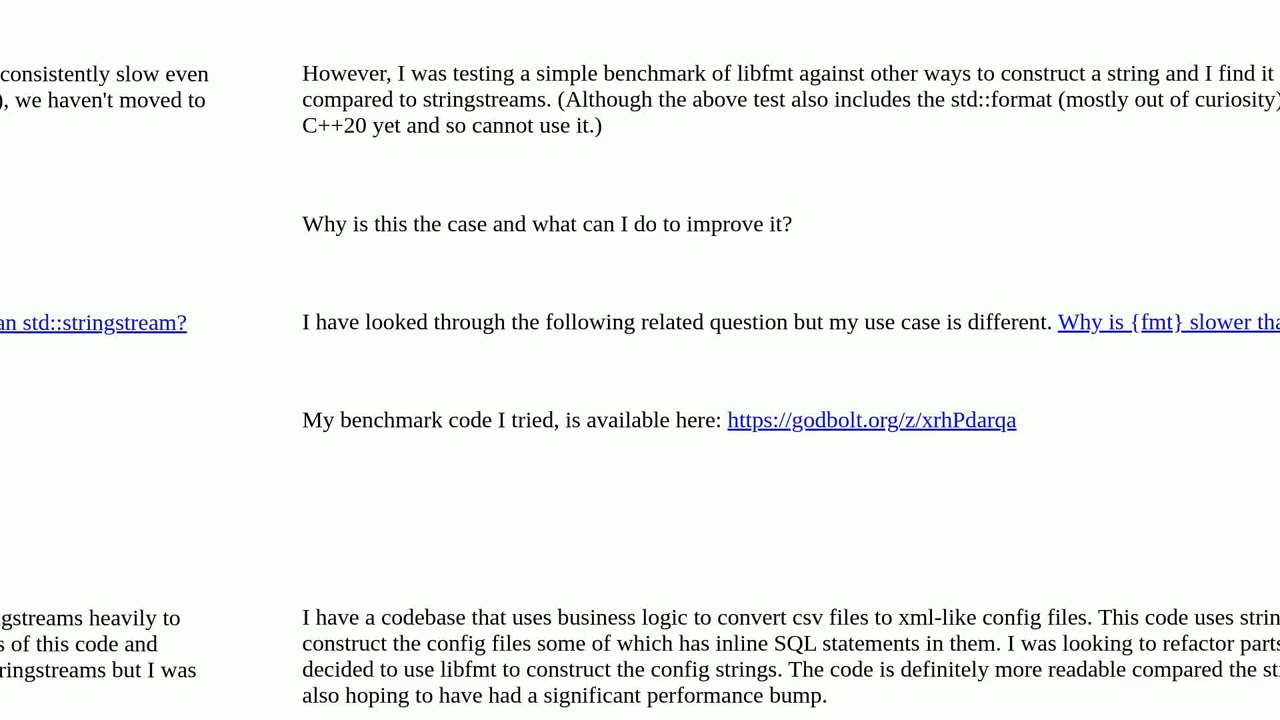 consistently slow even
), we haven't moved to
However, I was testing a simple benchmark of libfmt against other ways to construct a string and I find it
compared to stringstreams. (Although the above test also includes the std::format (mostly out of curiosity)
C++20 yet and so cannot use it.)
Why is this the case and what can I do to improve it?
an std::stringstream?
I have looked through the following related question but my use case is different. Why is {fmt} slower tha
My benchmark code I tried, is available here: https://godbolt.org/z/xrhPdarqa
gstreams heavily to
s of this code and
ringstreams but I was
I have a codebase that uses business logic to convert csv files to xml-like config files. This code uses strin
construct the config files some of which has inline SQL statements in them. I was looking to refactor parts
decided to use libfmt to construct the config strings. The code is definitely more readable compared the st
also hoping to have had a significant performance bump.